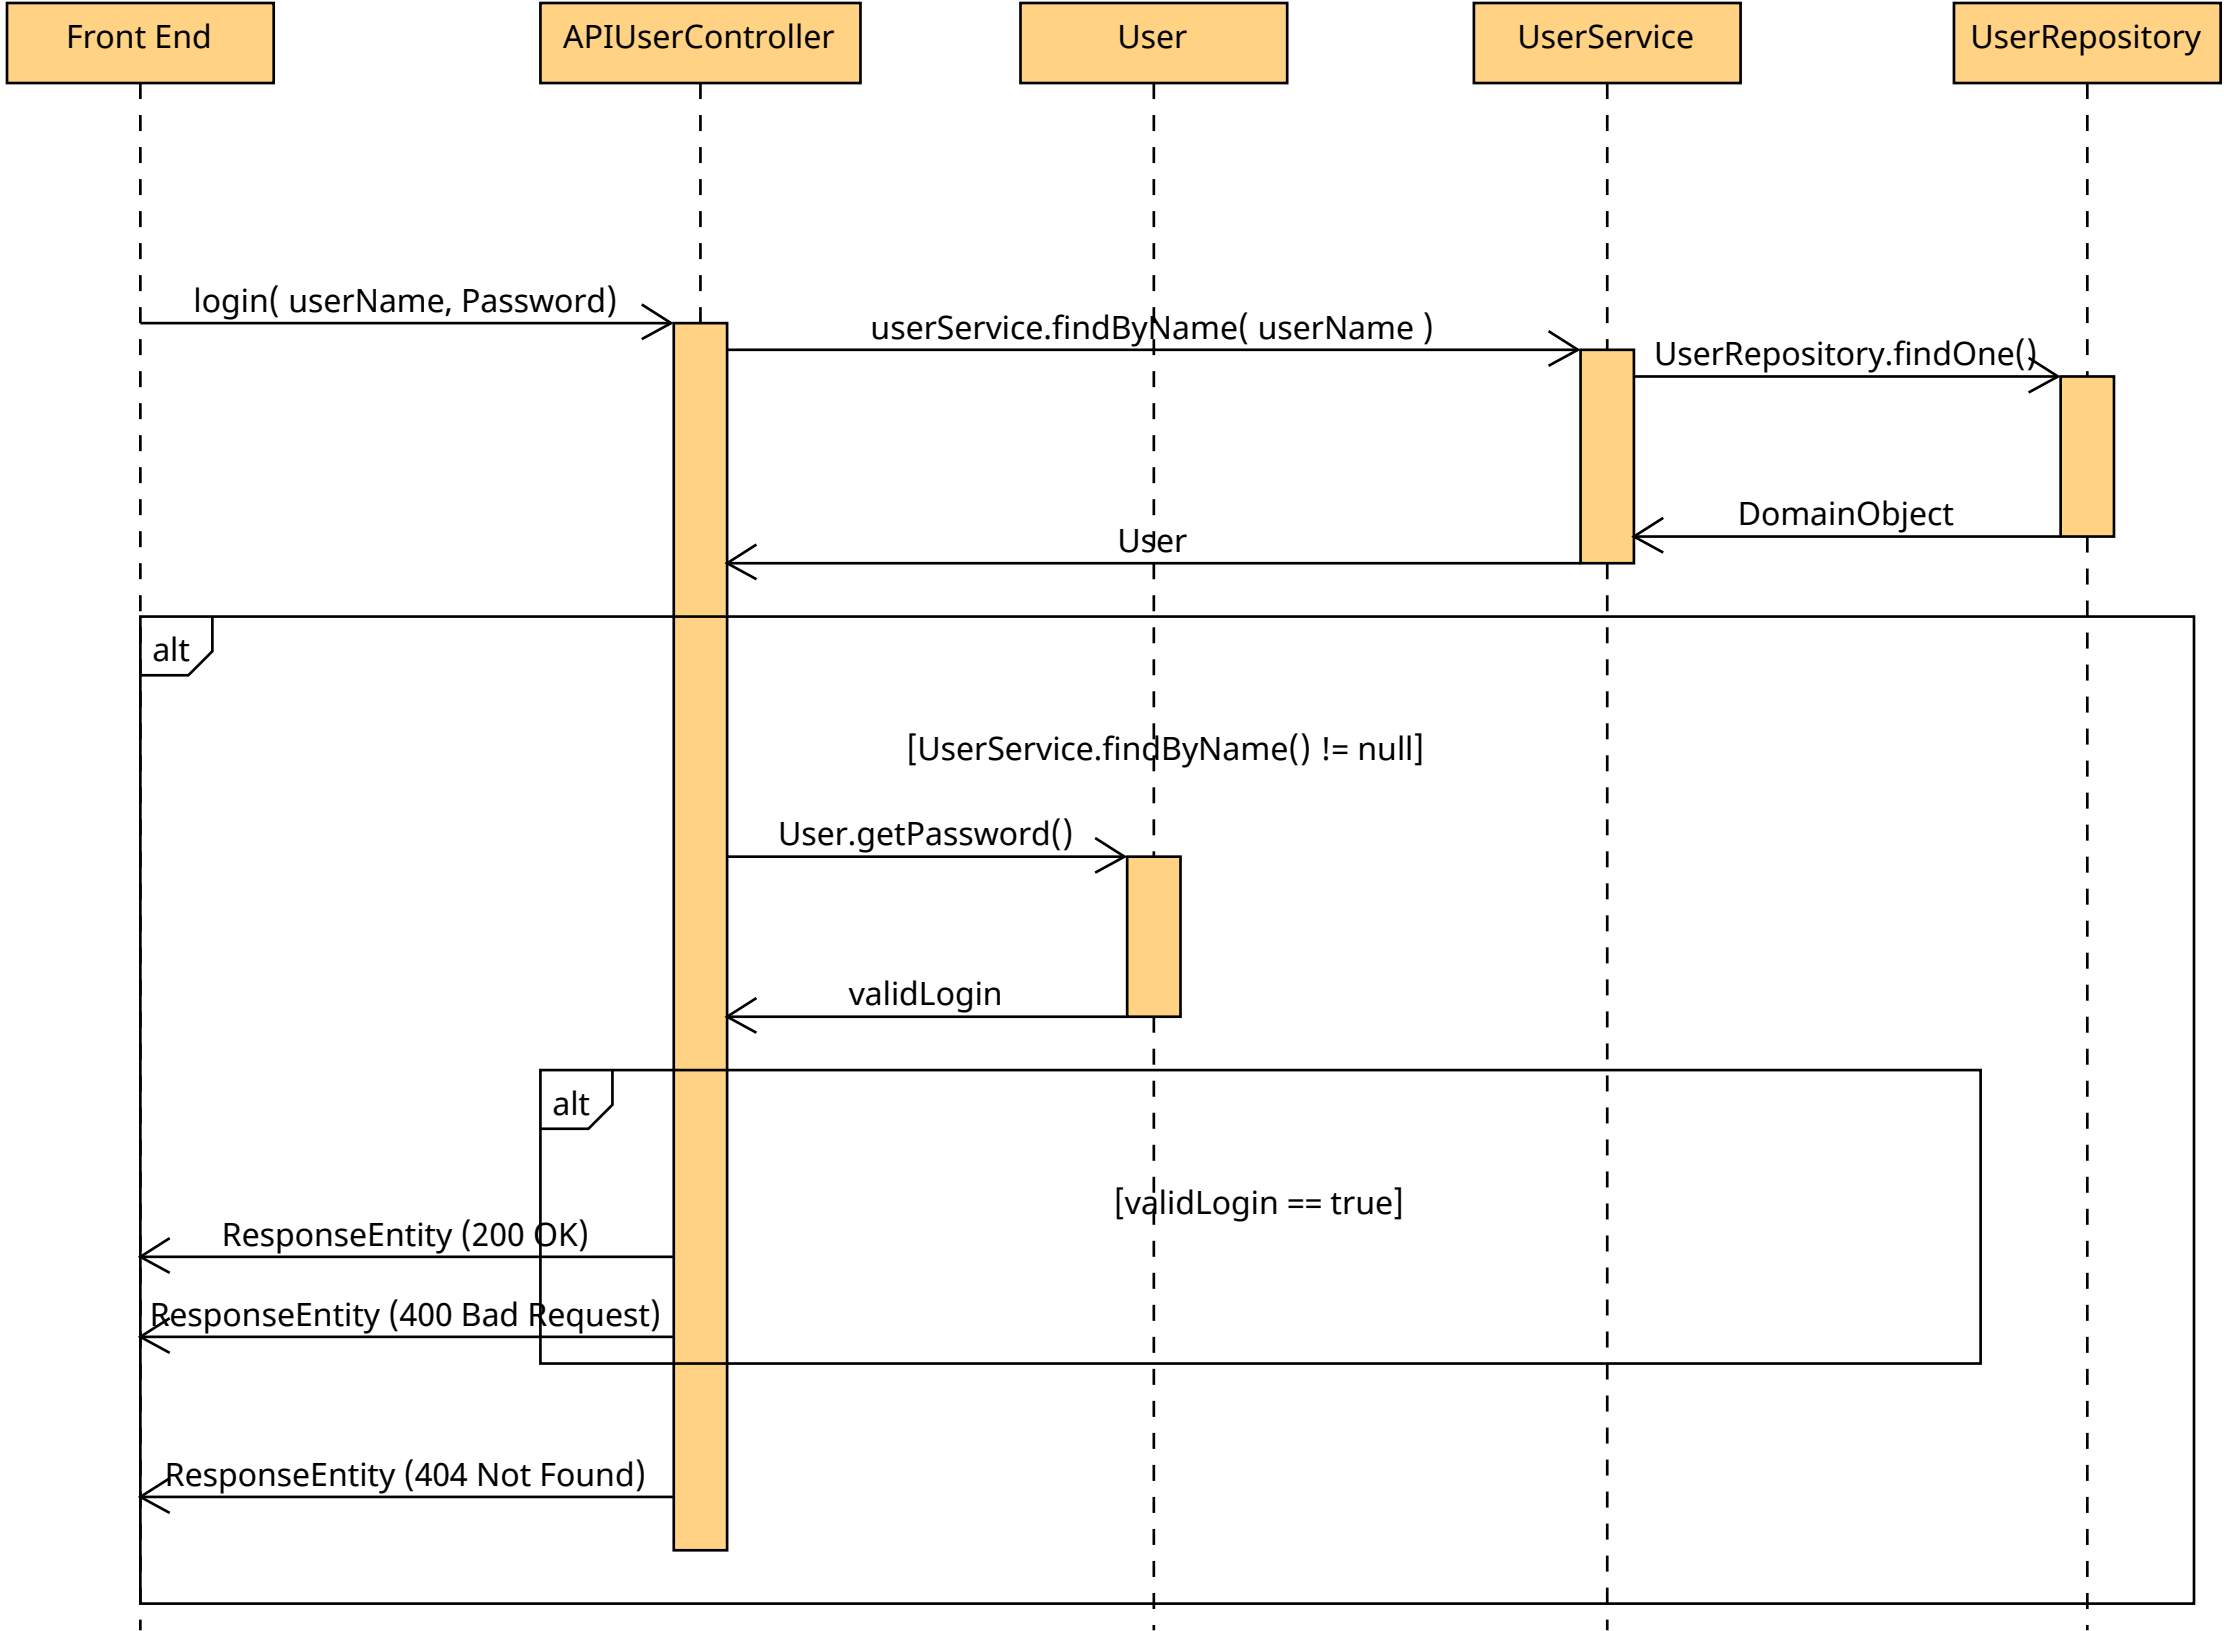 Front End
APIUserController
User
UserService
UserRepository
login( userName, Password)
userService.findByName( userName )
UserRepository.findOne()
DomainObject
User
alt
[UserService.findByName() != null]
User.getPassword()
validLogin
alt
[validLogin == true]
ResponseEntity (200 OK)
ResponseEntity (400 Bad Request)
ResponseEntity (404 Not Found)